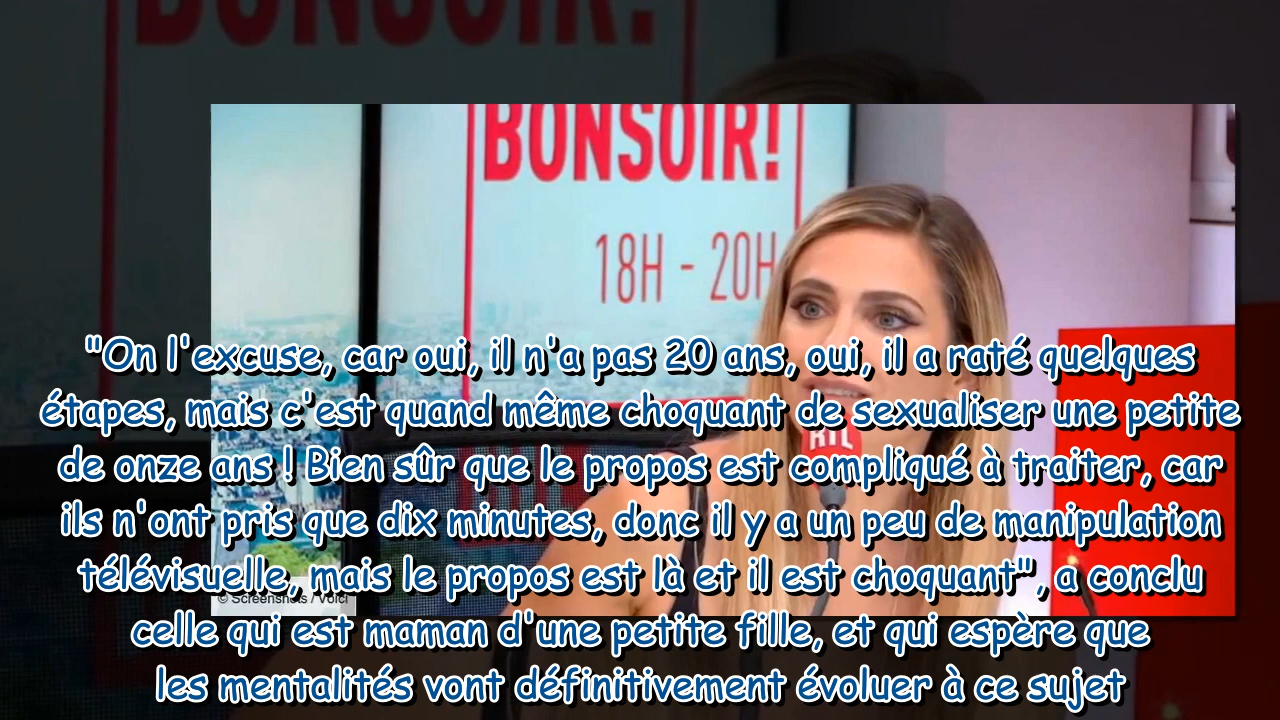 BONSOIR!
BONSOIR!
18H - 20H
"On l'excuse, car oui, il n'a pas 20 ans, oui, il a raté quelques
étapes, mais c'est quand même choquant de sexualiser une petite
RTL
de onze ans ! Bien sûr que le propos est compliqué à traiter, car
ils n'ont pris que dix minutes, donc il y a un peu de manipulation
télévisuelle, mais le propos est là et il est choquant", a conclu
© Screenshots / Voici
celle qui est maman d'une petite fille, et qui espère que
les mentalités vont définitivement évoluer à ce sujet